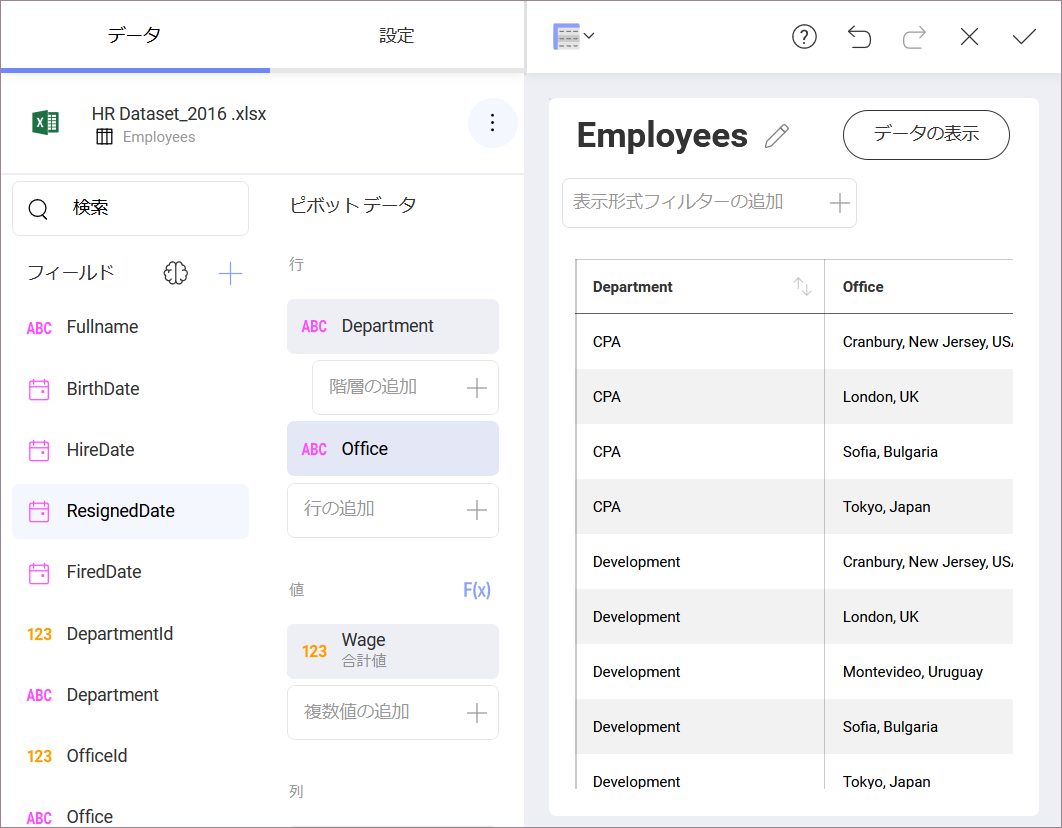 データ
設定
HR Dataset_2016 .xlsx
Employees
検索
フィールド
ABC Fullname
BirthDate
HireDate
ResignedDate
FiredDate
123 DepartmentId
ABC Department
123 OfficeId
ABC Office
ピボット データ
行
ABC Department
階層の追加
ABC Office
行の追加
値 F(x)
123 Wage
合計値
複数値の追加
列
Employees
データの表示
表示形式フィルターの追加
Department Office
CPA Cranbury, New Jersey, USA
CPA London, UK
CPA Sofia, Bulgaria
CPA Tokyo, Japan
Development Cranbury, New Jersey, USA
Development London, UK
Development Montevideo, Uruguay
Development Sofia, Bulgaria
Development Tokyo, Japan